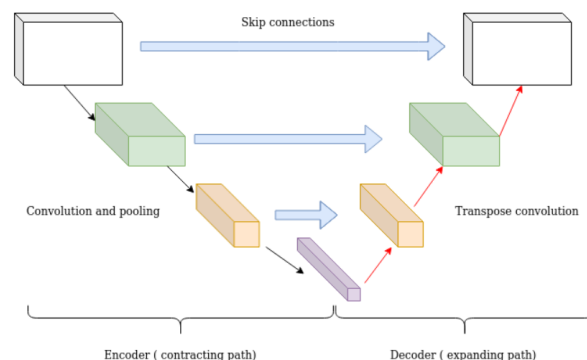 Skip connections
Convolution and pooling
Transpose convolution
Encoder ( contracting path)
Decoder ( expanding path)